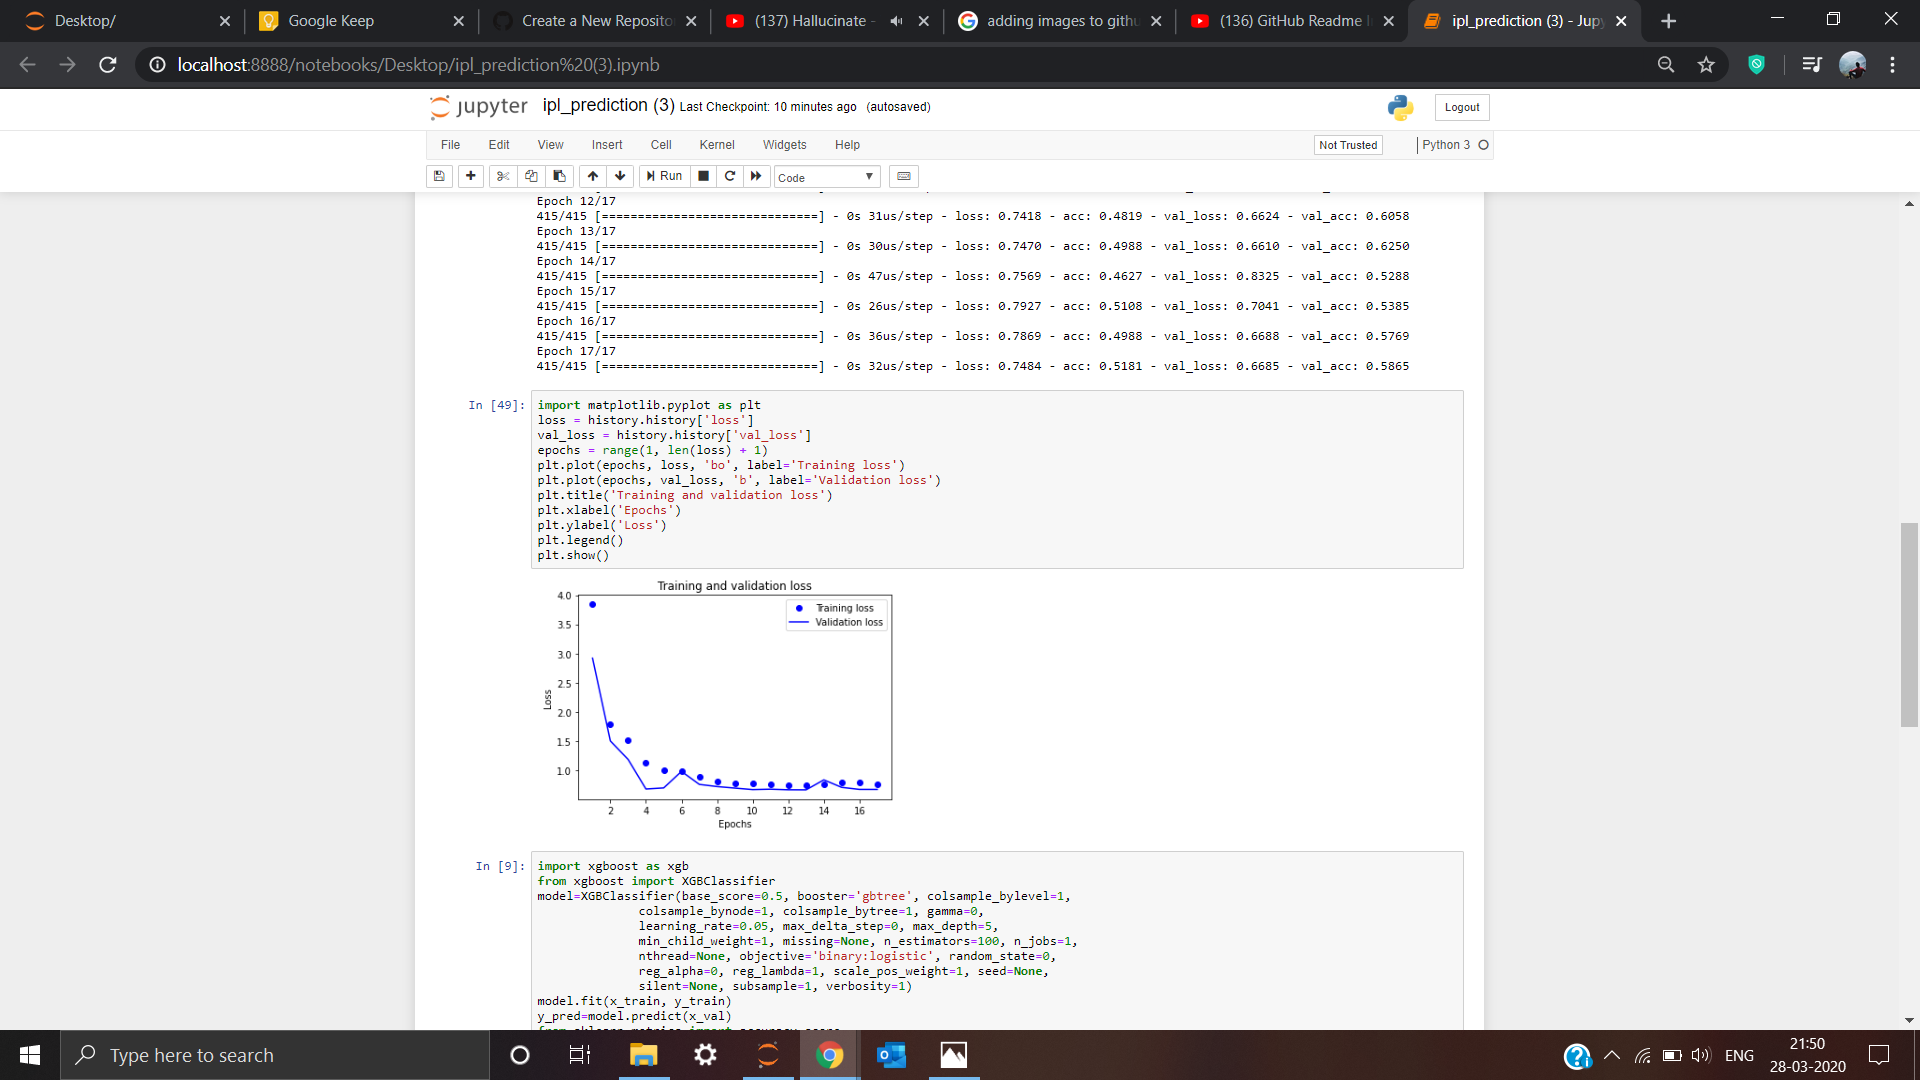 Desktop/
Google Keep
Create a New Reposito
(137) Hallucinate -
adding images to githu
(136) GitHub Readme I
ipl_prediction (3) - Jupy
localhost:8888/notebooks/Desktop/ipl_prediction%20(3).ipynb
jupyter ipl_prediction (3) Last Checkpoint: 10 minutes ago (autosaved)
Logout
File Edit View Insert Cell Kernel Widgets Help
Not Trusted
Python 3
Run
Code
Epoch 12/17
415/415 [==============================] - 0s 31us/step - loss: 0.7418 - acc: 0.4819 - val_loss: 0.6624 - val_acc: 0.6058
Epoch 13/17
415/415 [==============================] - 0s 30us/step - loss: 0.7470 - acc: 0.4988 - val_loss: 0.6610 - val_acc: 0.6250
Epoch 14/17
415/415 [==============================] - 0s 47us/step - loss: 0.7569 - acc: 0.4627 - val_loss: 0.8325 - val_acc: 0.5288
Epoch 15/17
415/415 [==============================] - 0s 26us/step - loss: 0.7927 - acc: 0.5108 - val_loss: 0.7041 - val_acc: 0.5385
Epoch 16/17
415/415 [==============================] - 0s 36us/step - loss: 0.7869 - acc: 0.4988 - val_loss: 0.6688 - val_acc: 0.5769
Epoch 17/17
415/415 [==============================] - 0s 32us/step - loss: 0.7484 - acc: 0.5181 - val_loss: 0.6685 - val_acc: 0.5865
In [49]:
import matplotlib.pyplot as plt
loss = history.history['loss']
val_loss = history.history['val_loss']
epochs = range(1, len(loss) + 1)
plt.plot(epochs, loss, 'bo', label='Training loss')
plt.plot(epochs, val_loss, 'b', label='Validation loss')
plt.title('Training and validation loss')
plt.xlabel('Epochs')
plt.ylabel('Loss')
plt.legend()
plt.show()
Training and validation loss
Training loss
Validation loss
4.0
3.5
3.0
2.5
2.0
1.5
1.0
Loss
2 4 6 8 10 12 14 16
Epochs
In [9]:
import xgboost as xgb
from xgboost import XGBClassifier
model=XGBClassifier(base_score=0.5, booster='gbtree', colsample_bylevel=1,
colsample_bynode=1, colsample_bytree=1, gamma=0,
learning_rate=0.05, max_delta_step=0, max_depth=5,
min_child_weight=1, missing=None, n_estimators=100, n_jobs=1,
nthread=None, objective='binary:logistic', random_state=0,
reg_alpha=0, reg_lambda=1, scale_pos_weight=1, seed=None,
silent=None, subsample=1, verbosity=1)
model.fit(x_train, y_train)
y_pred=model.predict(x_val)
from sklearn.metrics import accuracy_score
Type here to search
ENG
21:50
28-03-2020